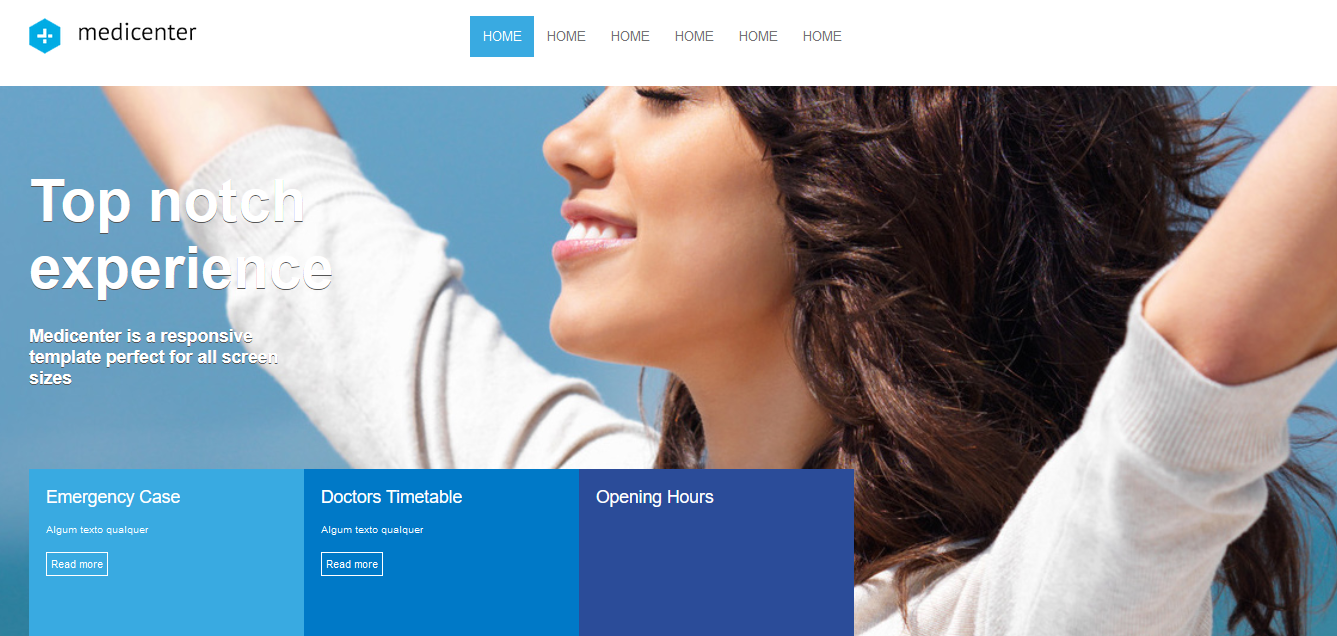 medicenter
HOME HOME HOME HOME HOME HOME
Top notch
experience
Medicenter is a responsive
template perfect for all screen
sizes
Emergency Case
Algum texto qualquer
Read more
Doctors Timetable
Algum texto qualquer
Read more
Opening Hours